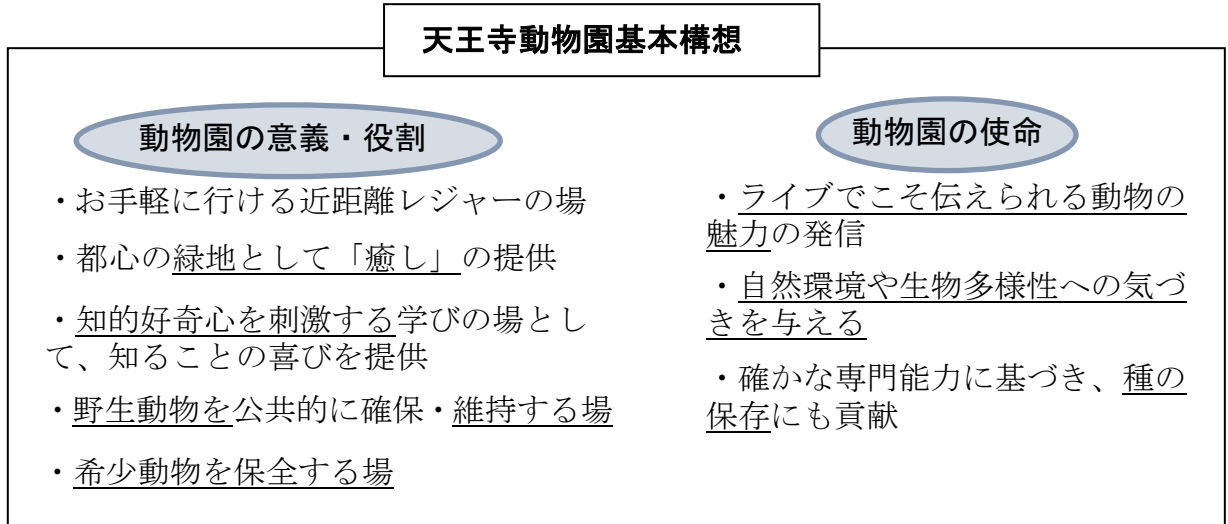 天王寺動物園基本構想
動物園の意義・役割
・お手軽に行ける近距離レジャーの場
・都心の緑地として「癒し」の提供
・知的好奇心を刺激する学びの場とし
て、知ることの喜びを提供
・野生動物を公共的に確保・維持する場
・希少動物を保全する場
動物園の使命
・ライブでこそ伝えられる動物の
魅力の発信
・自然環境や生物多様性への気づ
きを与える
・確かな専門能力に基づき、種の
保存にも貢献